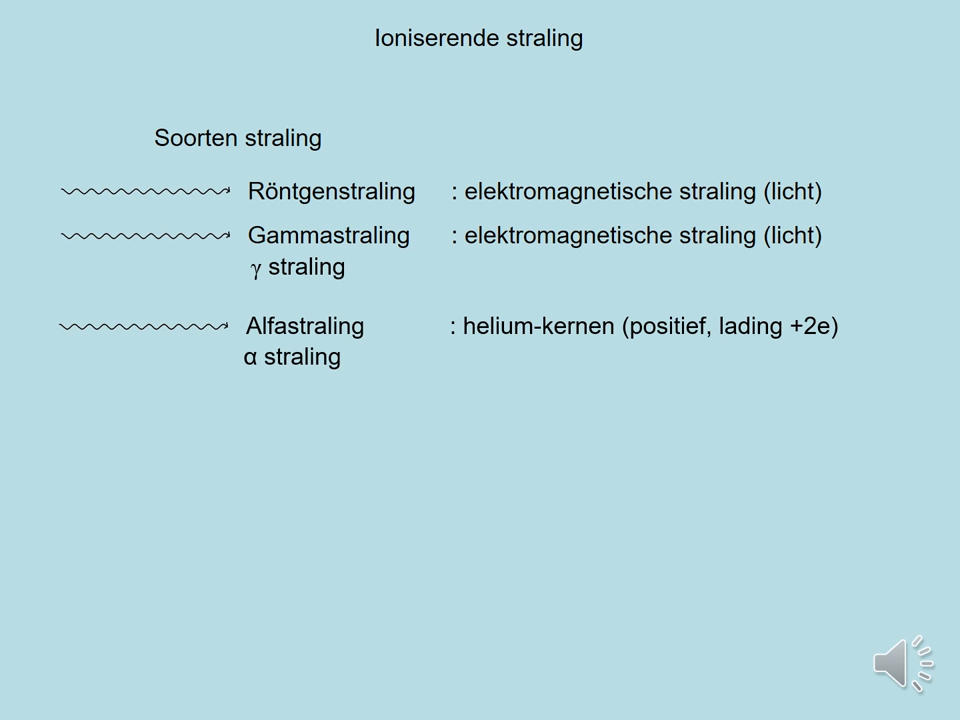 Ioniserende straling
Soorten straling
Röntgenstraling : elektromagnetische straling (licht)
Gammastraling : elektromagnetische straling (licht)
γ straling
Alfastraling : helium-kernen (positief, lading +2e)
α straling